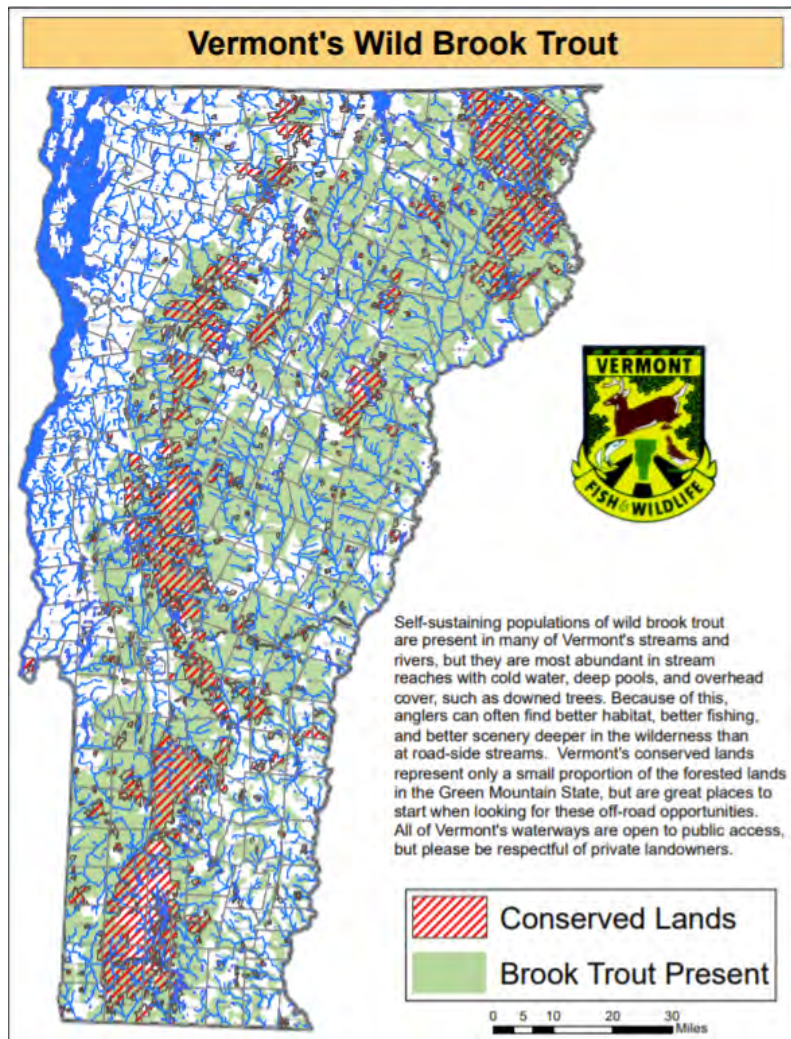 Vermont's Wild Brook Trout
VERMONT
FISH & WILDLIFE
Self-sustaining populations of wild brook trout
are present in many of Vermont's streams and
rivers, but they are most abundant in stream
reaches with cold water, deep pools, and overhead
cover, such as downed trees. Because of this,
anglers can often find better habitat, better fishing,
and better scenery deeper in the wilderness than
at road-side streams.  Vermont's conserved lands
represent only a small proportion of the forested lands
in the Green Mountain State, but are great places to
start when looking for these off-road opportunities.
All of Vermont's waterways are open to public access,
but please be respectful of private landowners.
Conserved Lands
Brook Trout Present
0 5 10 20 30
Miles